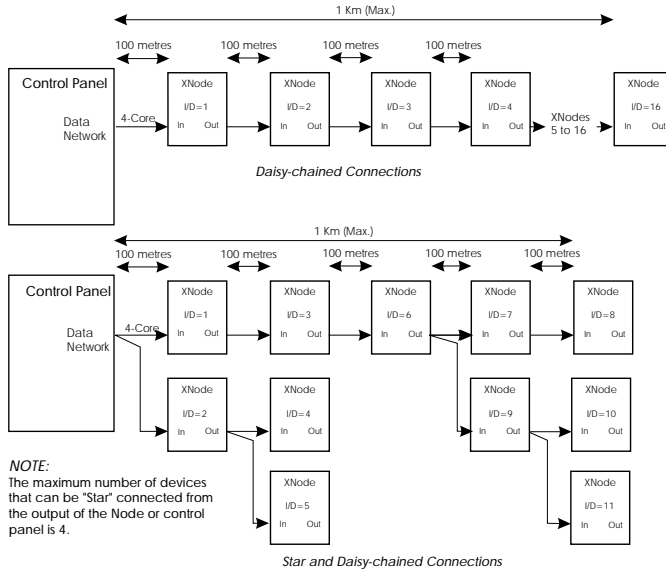 1 Km (Max.)
100 metres 100 metres 100 metres 100 metres
Control Panel
Data
Network
4-Core
XNode
I/D=1
In Out
XNode
I/D=2
In Out
XNode
I/D=3
In Out
XNode
I/D=4
In Out
XNodes
5 to 16
XNode
I/D=16
In Out
Daisy-chained Connections
1 Km (Max.)
100 metres 100 metres 100 metres 100 metres 100 metres
Control Panel
Data
Network
4-Core
XNode
I/D=1
In Out
XNode
I/D=3
In Out
XNode
I/D=6
In Out
XNode
I/D=7
In Out
XNode
I/D=8
In Out
XNode
I/D=2
In Out
XNode
I/D=4
In Out
XNode
I/D=9
In Out
XNode
I/D=10
In Out
XNode
I/D=5
In Out
XNode
I/D=11
In Out
NOTE:
The maximum number of devices
that can be "Star" connected from
the output of the Node or control
panel is 4.
Star and Daisy-chained Connections